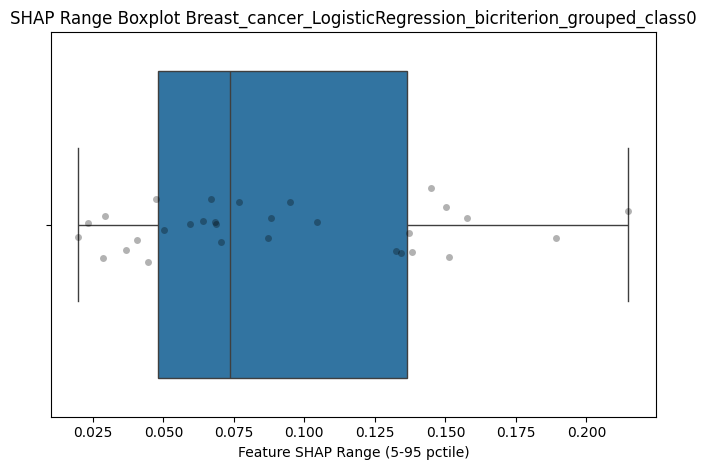 SHAP Range Boxplot Breast_cancer_LogisticRegression_bicriterion_grouped_class0
0.025 0.050 0.075 0.100 0.125 0.150 0.175 0.200
Feature SHAP Range (5-95 pctile)